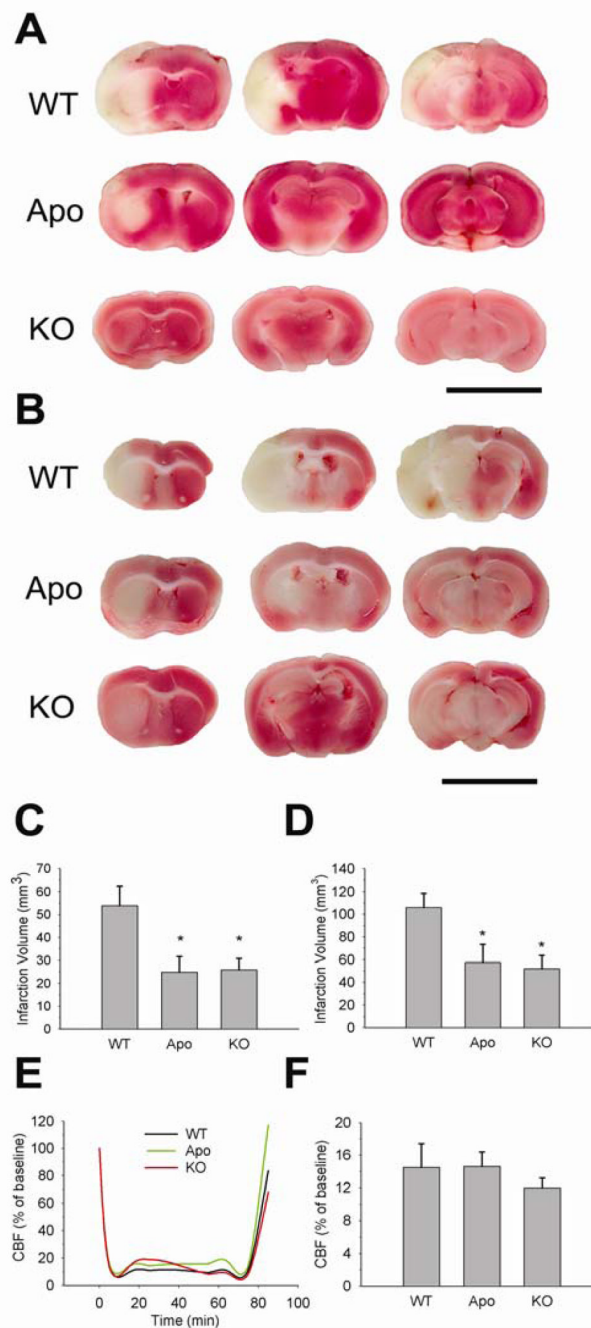 A
WT
Apo
KO
B
WT
Apo
KO
C
Infarction Volume (mm³)
70
60
50
40
30
20
10
0
*
*
WT Apo KO
D
Infarction Volume (mm³)
140
120
100
80
60
40
20
0
*
*
WT Apo KO
E
CBF (% of baseline)
120
100
80
60
40
20
0
WT
Apo
KO
0 20 40 60 80 100
Time (min)
F
CBF (% of baseline)
20
16
12
8
4
0
WT Apo KO